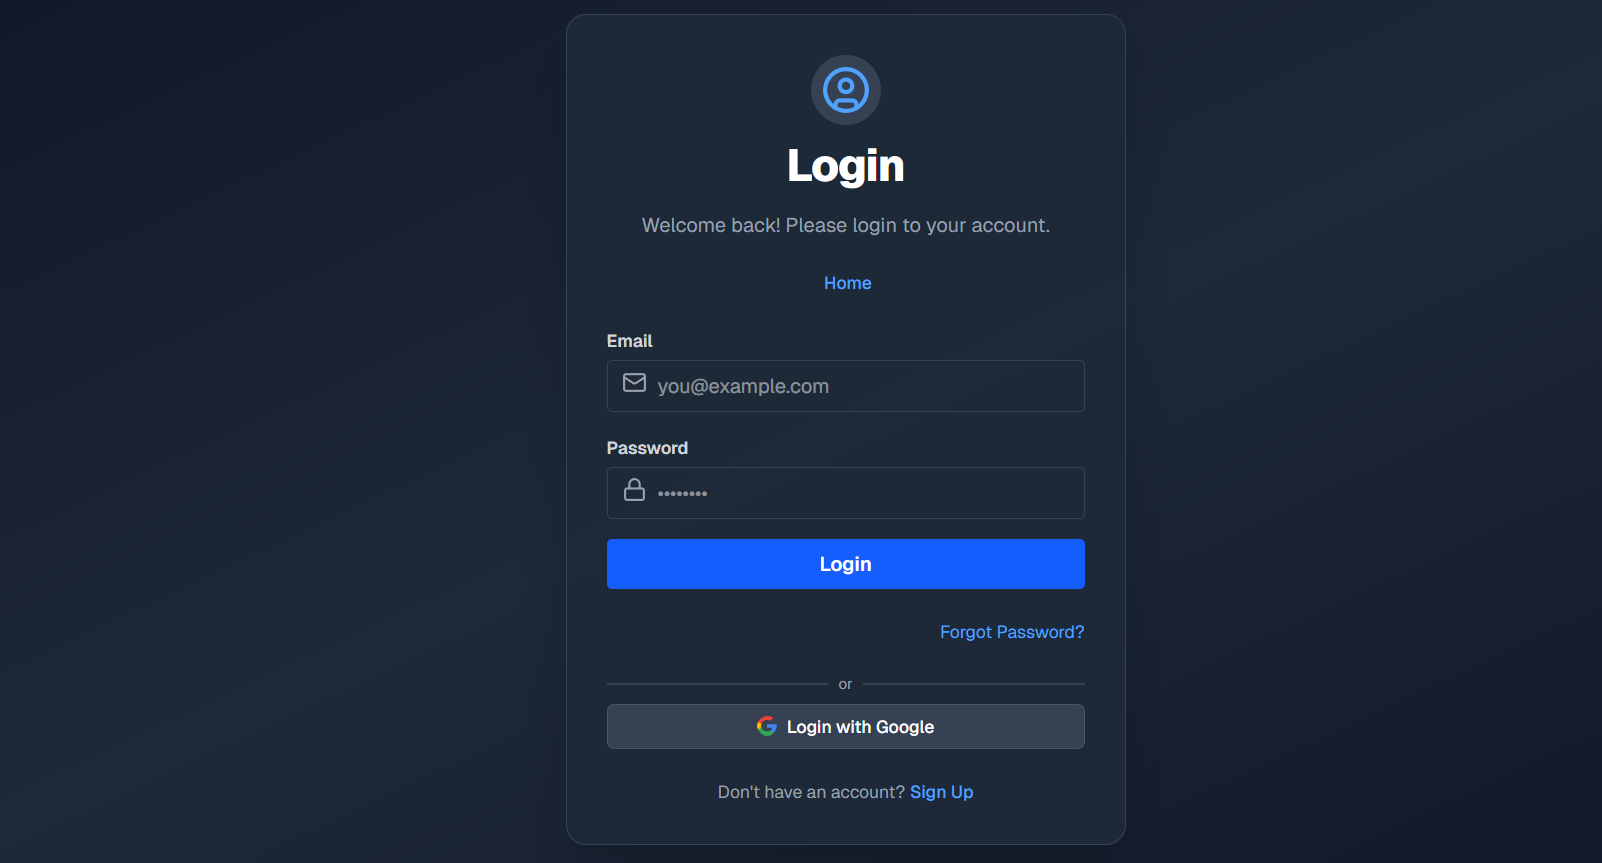 Login
Welcome back! Please login to your account.
Home
Email
you@example.com
Password
••••••••
Login
Forgot Password?
or
Login with Google
Don't have an account? Sign Up